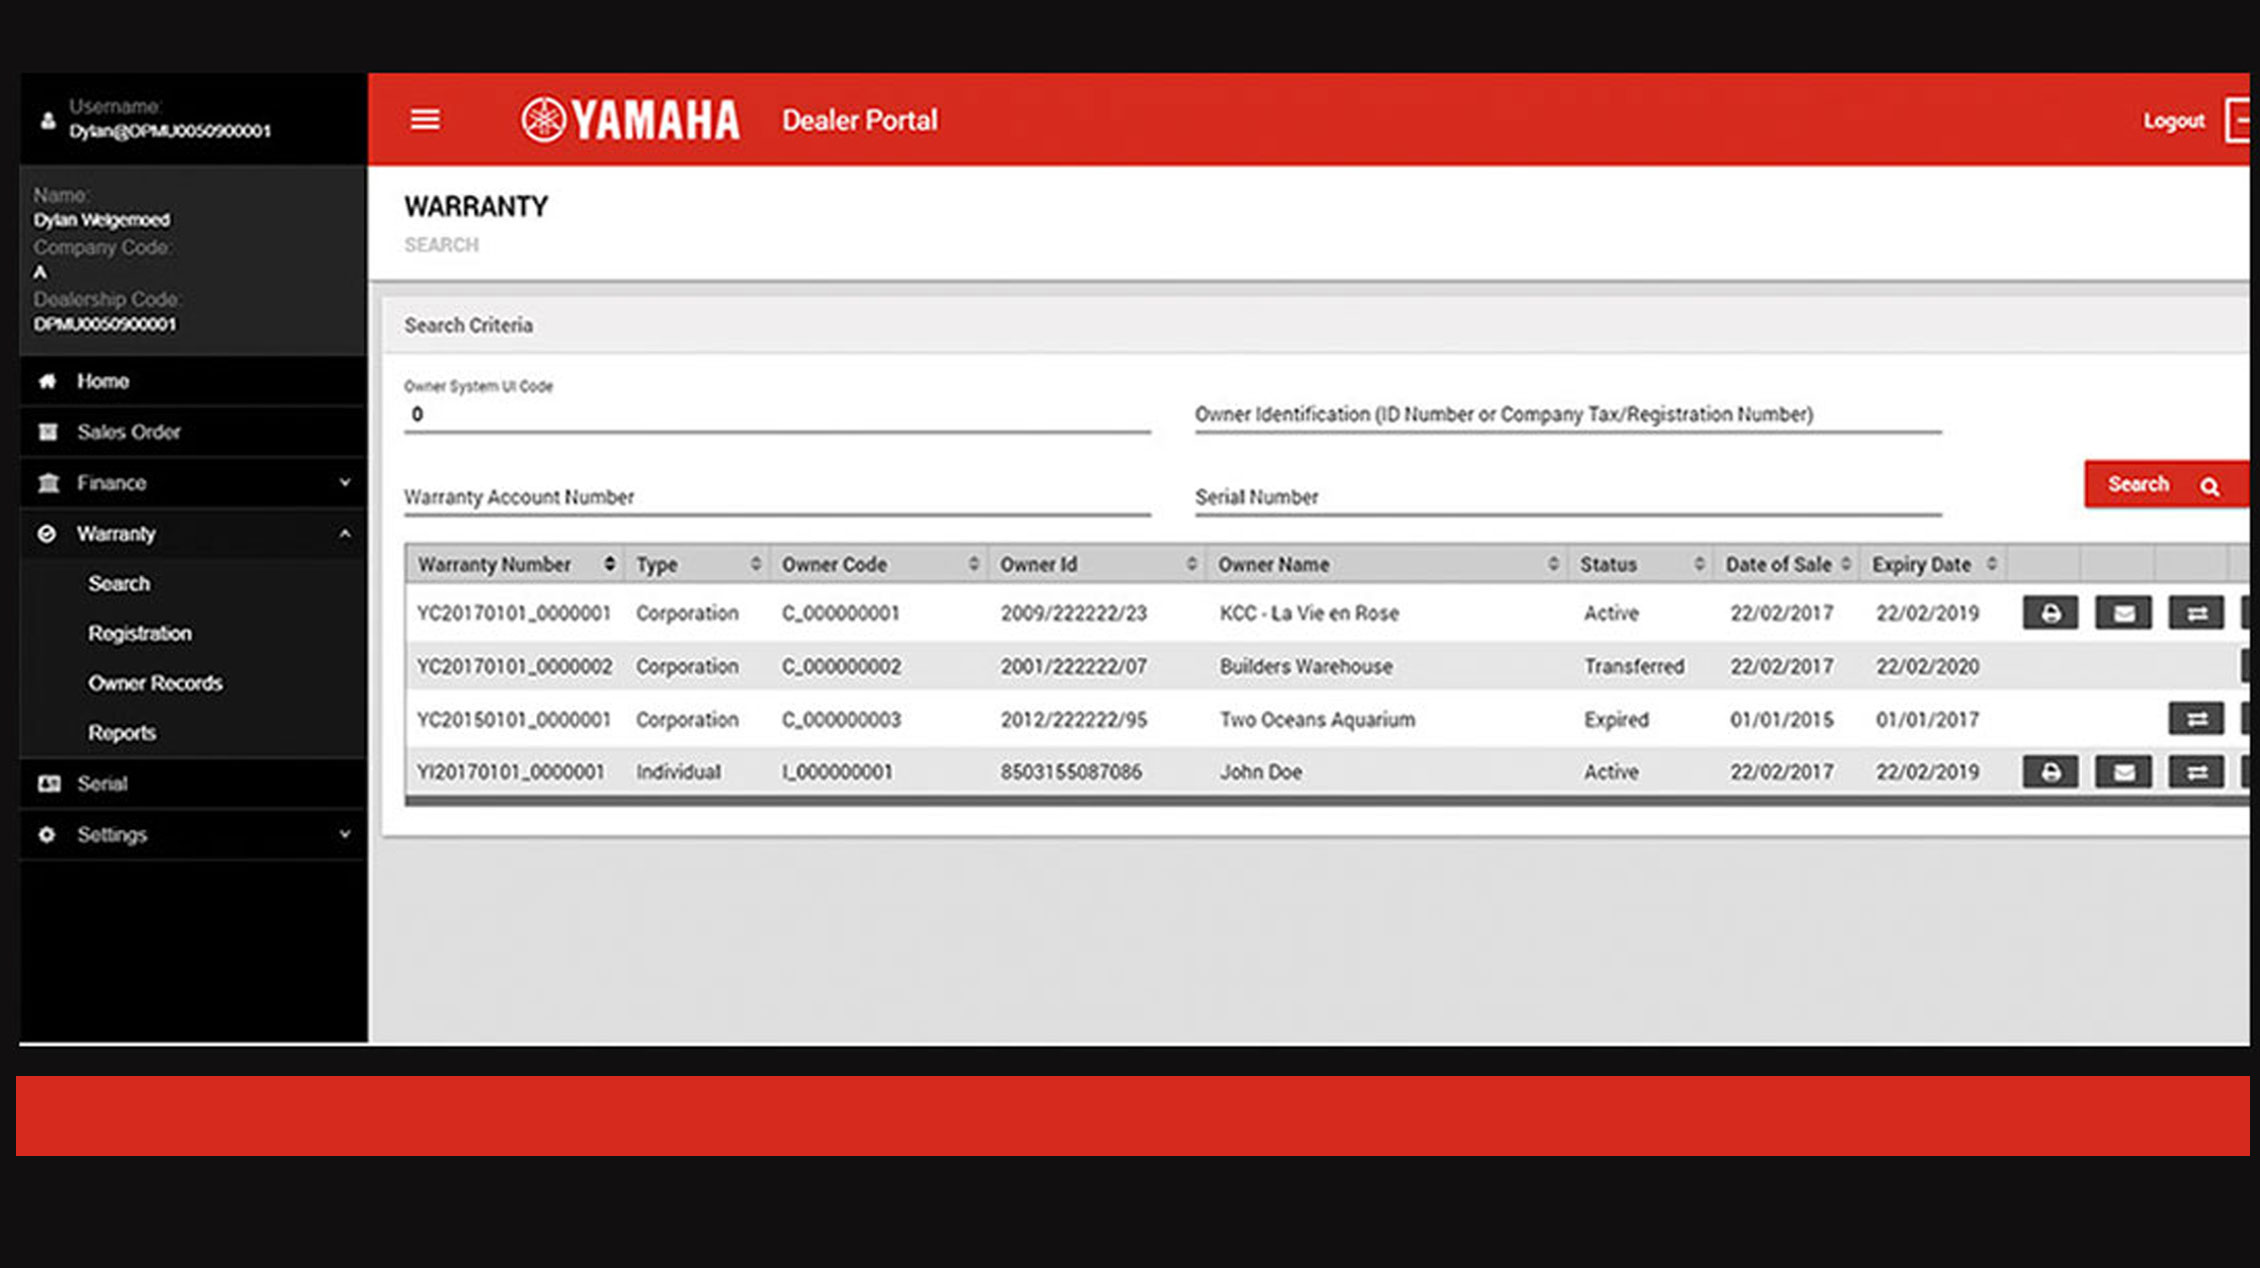 Username:
Dylan@DPMU0050900001
Name:
Dylan Welgemoed
Company Code:
A
Dealership Code:
DPMU0050900001
Home
Sales Order
Finance
Warranty
Search
Registration
Owner Records
Reports
Serial
Settings
YAMAHA Dealer Portal Logout
WARRANTY
SEARCH
Search Criteria
Owner System UI Code
0
Owner Identification (ID Number or Company Tax/Registration Number)
Warranty Account Number
Serial Number
Search
Warranty Number Type Owner Code Owner Id Owner Name Status Date of Sale Expiry Date
YC20170101_0000001 Corporation C_000000001 2009/222222/23 KCC - La Vie en Rose Active 22/02/2017 22/02/2019
YC20170101_0000002 Corporation C_000000002 2001/222222/07 Builders Warehouse Transferred 22/02/2017 22/02/2020
YC20150101_0000001 Corporation C_000000003 2012/222222/95 Two Oceans Aquarium Expired 01/01/2015 01/01/2017
YI20170101_0000001 Individual I_000000001 8503155087086 John Doe Active 22/02/2017 22/02/2019